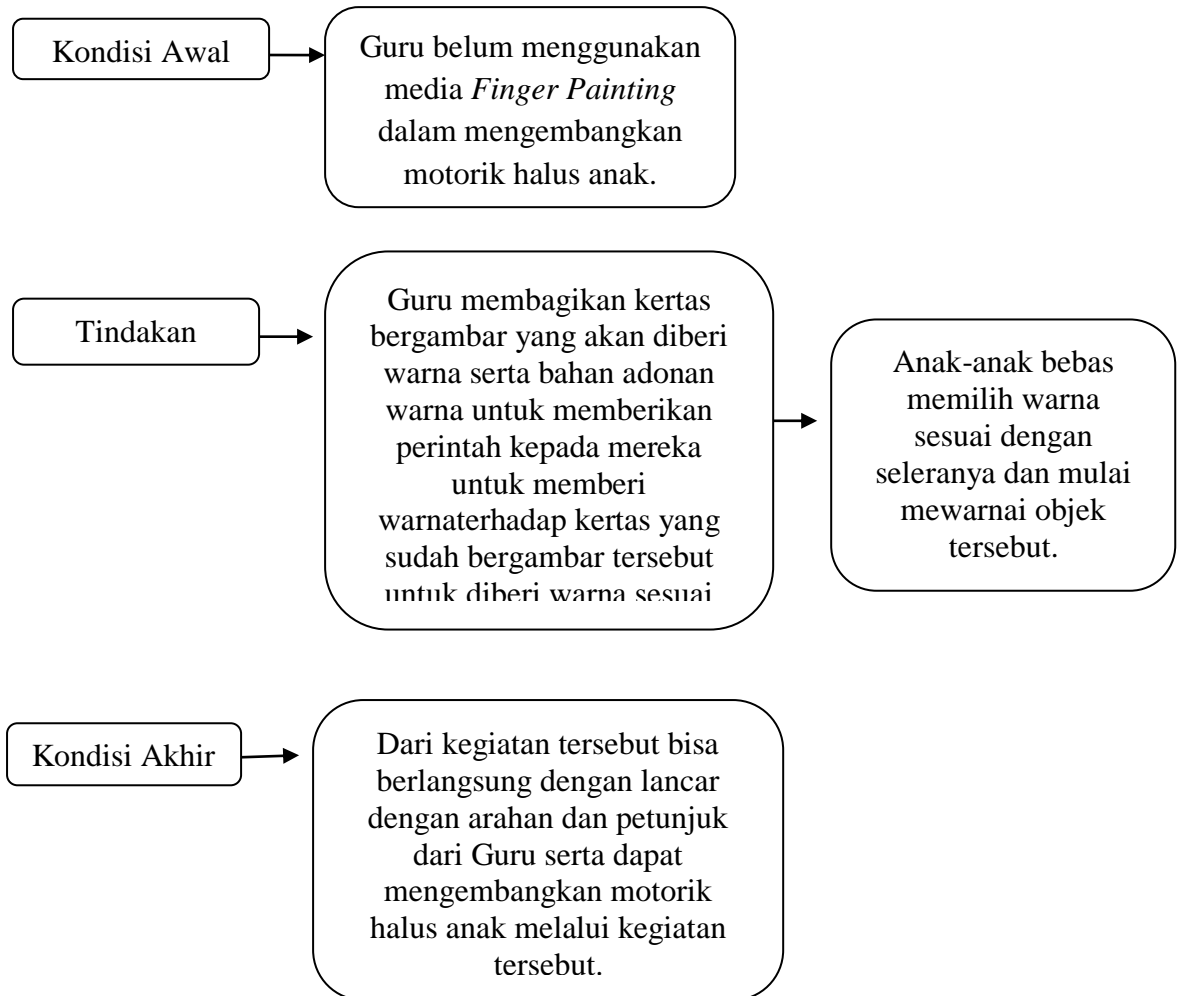 Kondisi Awal
Guru belum menggunakan
media Finger Painting
dalam mengembangkan
motorik halus anak.
Tindakan
Guru membagikan kertas
bergambar yang akan diberi
warna serta bahan adonan
warna untuk memberikan
perintah kepada mereka
untuk memberi
warnaterhadap kertas yang
sudah bergambar tersebut
untuk diberi warna sesuai
Anak-anak bebas
memilih warna
sesuai dengan
seleranya dan mulai
mewarnai objek
tersebut.
Kondisi Akhir
Dari kegiatan tersebut bisa
berlangsung dengan lancar
dengan arahan dan petunjuk
dari Guru serta dapat
mengembangkan motorik
halus anak melalui kegiatan
tersebut.